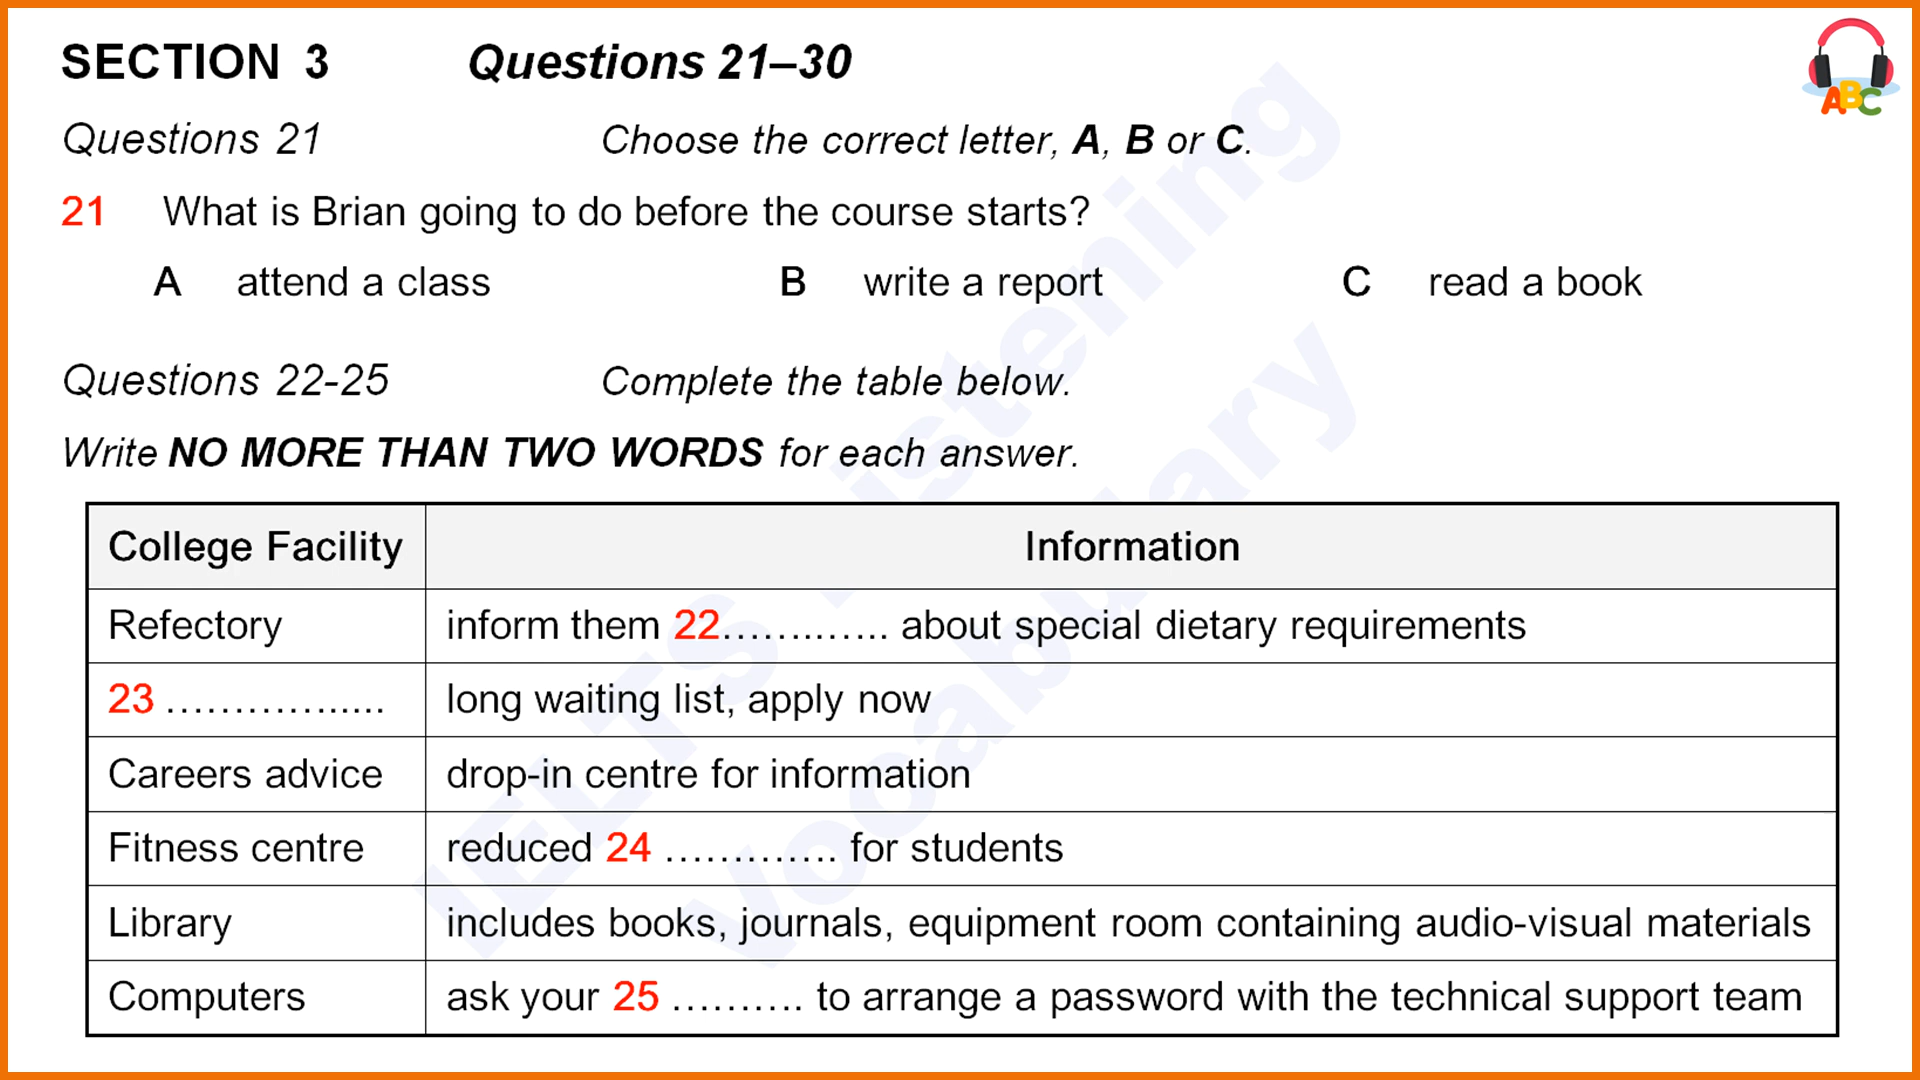 SECTION 3 Questions 21–30
ABC
Questions 21 Choose the correct letter, A, B or C.
21 What is Brian going to do before the course starts?
A attend a class B write a report C read a book
Questions 22-25 Complete the table below.
Write NO MORE THAN TWO WORDS for each answer.
College Facility Information
Refectory inform them 22…………... about special dietary requirements
23 ……………..... long waiting list, apply now
Careers advice drop-in centre for information
Fitness centre reduced 24 …………. for students
Library includes books, journals, equipment room containing audio-visual materials
Computers ask your 25 ………. to arrange a password with the technical support team
IELTS Listening
Vocabulary